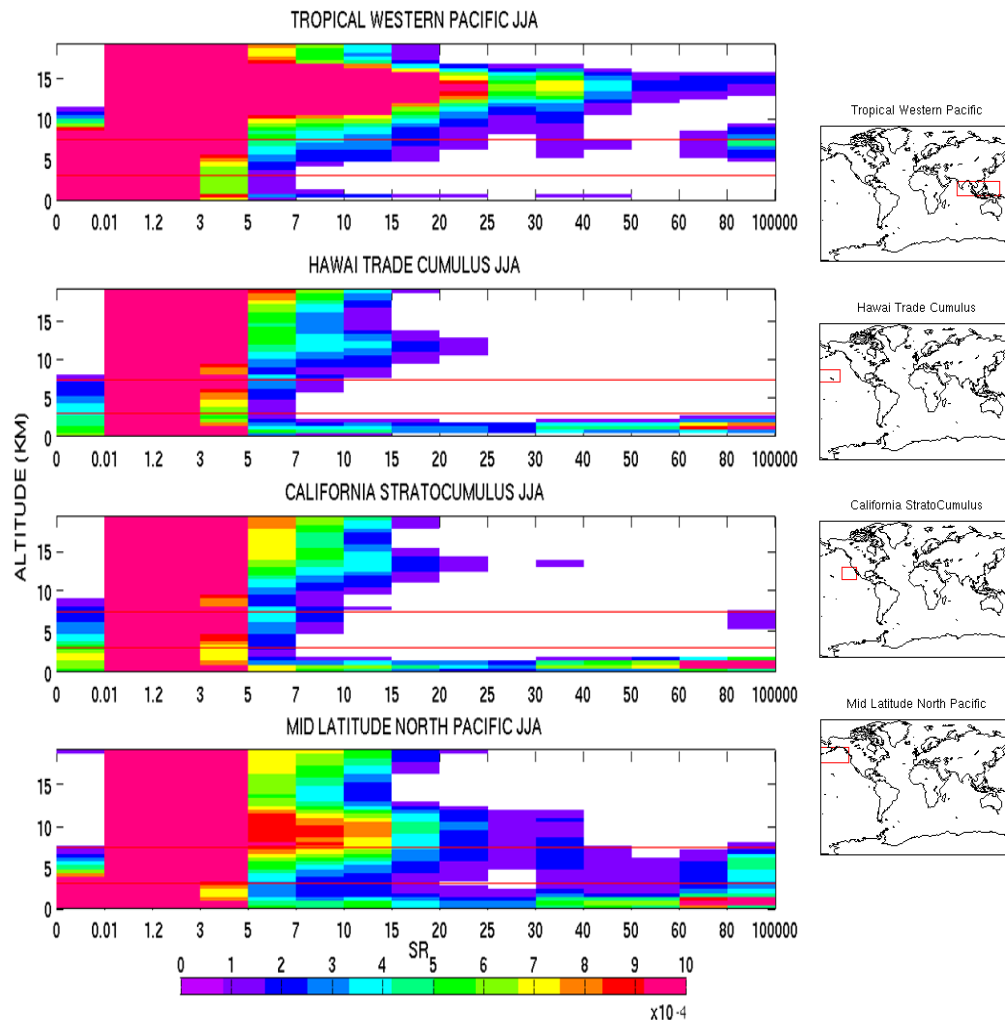 TROPICAL WESTERN PACIFIC JJA
15
10
5
0
0 0.01 1.2 3 5 7 10 15 20 25 30 40 50 60 80 100000
HAWAI TRADE CUMULUS JJA
15
10
5
0
0 0.01 1.2 3 5 7 10 15 20 25 30 40 50 60 80 100000
CALIFORNIA STRATOCUMULUS JJA
15
10
5
0
0 0.01 1.2 3 5 7 10 15 20 25 30 40 50 60 80 100000
MID LATITUDE NORTH PACIFIC JJA
15
10
5
0
0 0.01 1.2 3 5 7 10 15 20 25 30 40 50 60 80 100000
ALTITUDE (KM)
SR
0 1 2 3 4 5 6 7 8 9 10
x10 -4
Tropical Western Pacific
Hawai Trade Cumulus
California StratoCumulus
Mid Latitude North Pacific